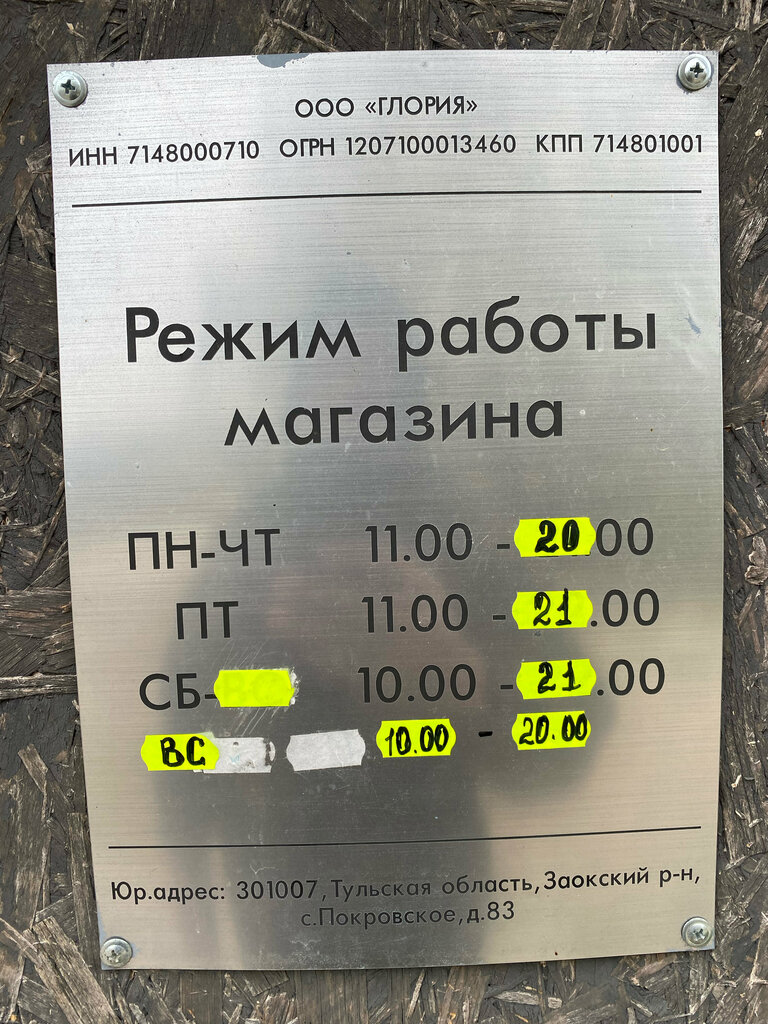 ООО «ГЛОРИЯ»
ИНН 7148000710 ОГРН 1207100013460 КПП 714801001
Режим работы
магазина
ПН-ЧТ 11.00 - 20 00
ПТ 11.00 - 21.00
СБ- 10.00 - 21.00
ВС 10.00 - 20.00
Юр.адрес: 301007, Тульская область, Заокский р-н,
с.Покровское, д.83